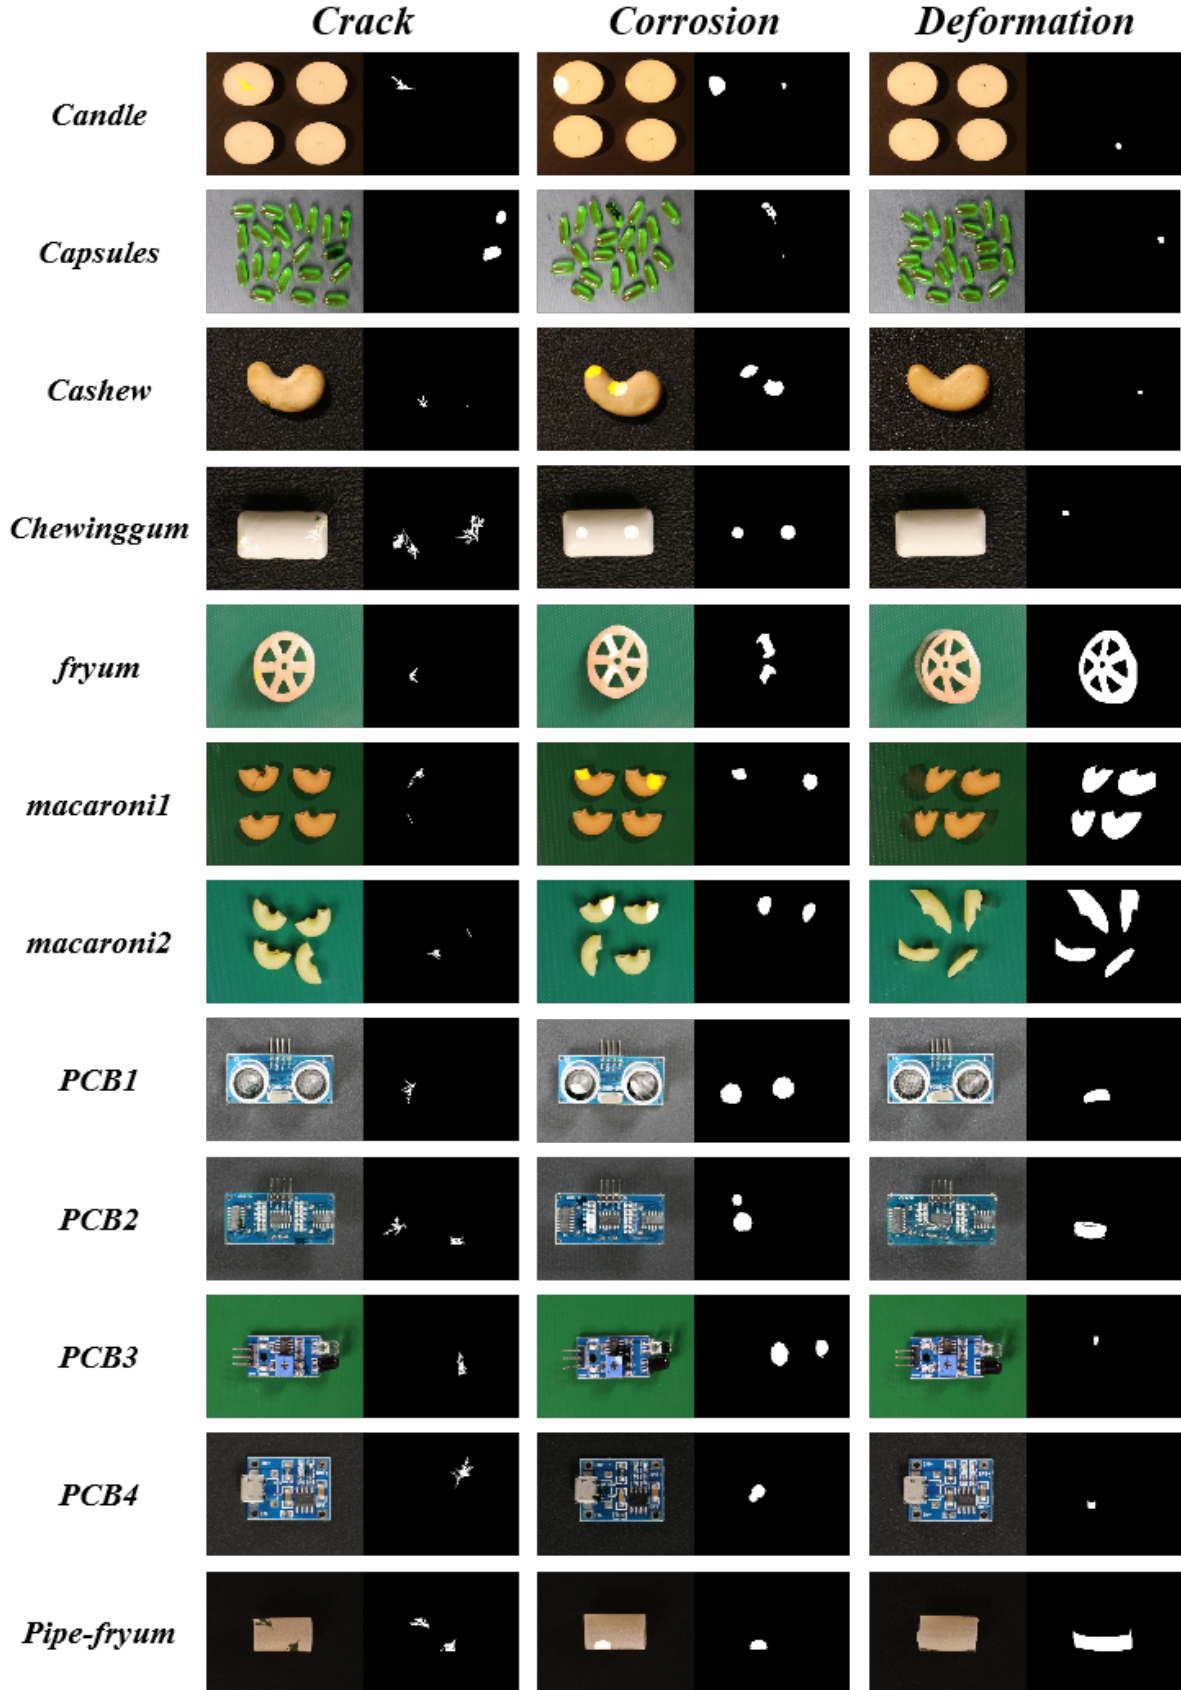 Crack Corrosion Deformation
Candle
Capsules
Cashew
Chewinggum
fryum
macaroni1
macaroni2
PCB1
PCB2
PCB3
PCB4
Pipe-fryum